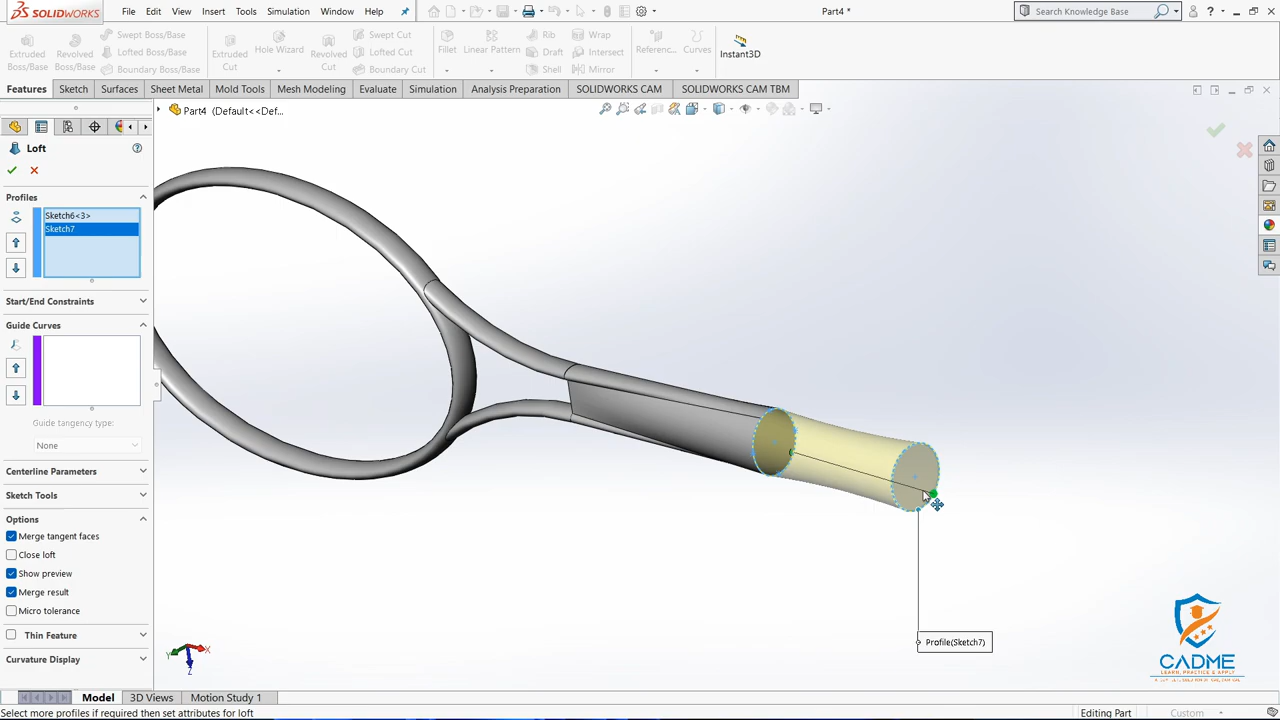 SOLIDWORKS File Edit View Insert Tools Simulation Window Help Part4 * Search Knowledge Base
Extruded Boss/Base
Revolved Boss/Base
Swept Boss/Base
Lofted Boss/Base
Boundary Boss/Base
Extruded Cut
Hole Wizard
Revolved Cut
Swept Cut
Lofted Cut
Boundary Cut
Fillet
Linear Pattern
Rib
Draft
Shell
Wrap
Intersect
Mirror
Referenc...
Curves
Instant3D
Features Sketch Surfaces Sheet Metal Mold Tools Mesh Modeling Evaluate Simulation Analysis Preparation SOLIDWORKS CAM SOLIDWORKS CAM TBM
Part4 (Default<<Def...
Loft
Profiles
Sketch6<3>
Sketch7
Start/End Constraints
Guide Curves
Guide tangency type:
None
Centerline Parameters
Sketch Tools
Options
Merge tangent faces
Close loft
Show preview
Merge result
Micro tolerance
Thin Feature
Curvature Display
Profile(Sketch7)
Y X
Z
CADME
Model 3D Views Motion Study 1
Select more profiles if required then set attributes for loft Editing Part Custom